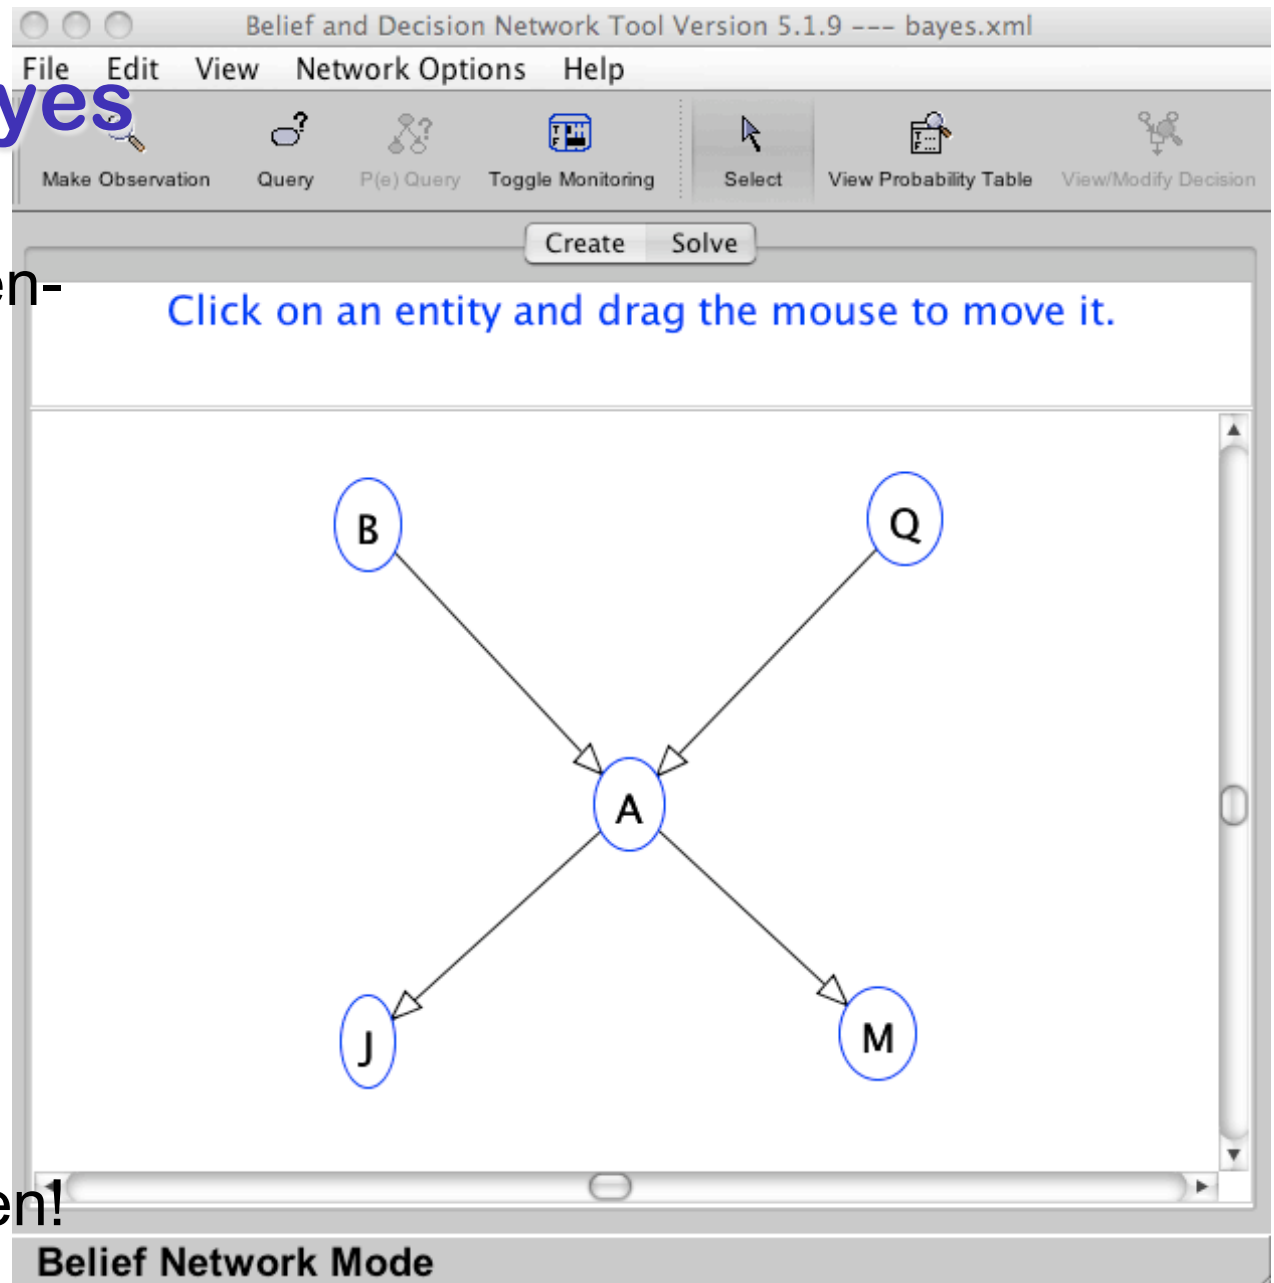 Belief and Decision Network Tool Version 5.1.9 --- bayes.xml
File Edit View Network Options Help
yes
Make Observation Query P(e) Query Toggle Monitoring Select View Probability Table View/Modify Decision
Create Solve
en-
Click on an entity and drag the mouse to move it.
B Q
A
J M
en!
Belief Network Mode